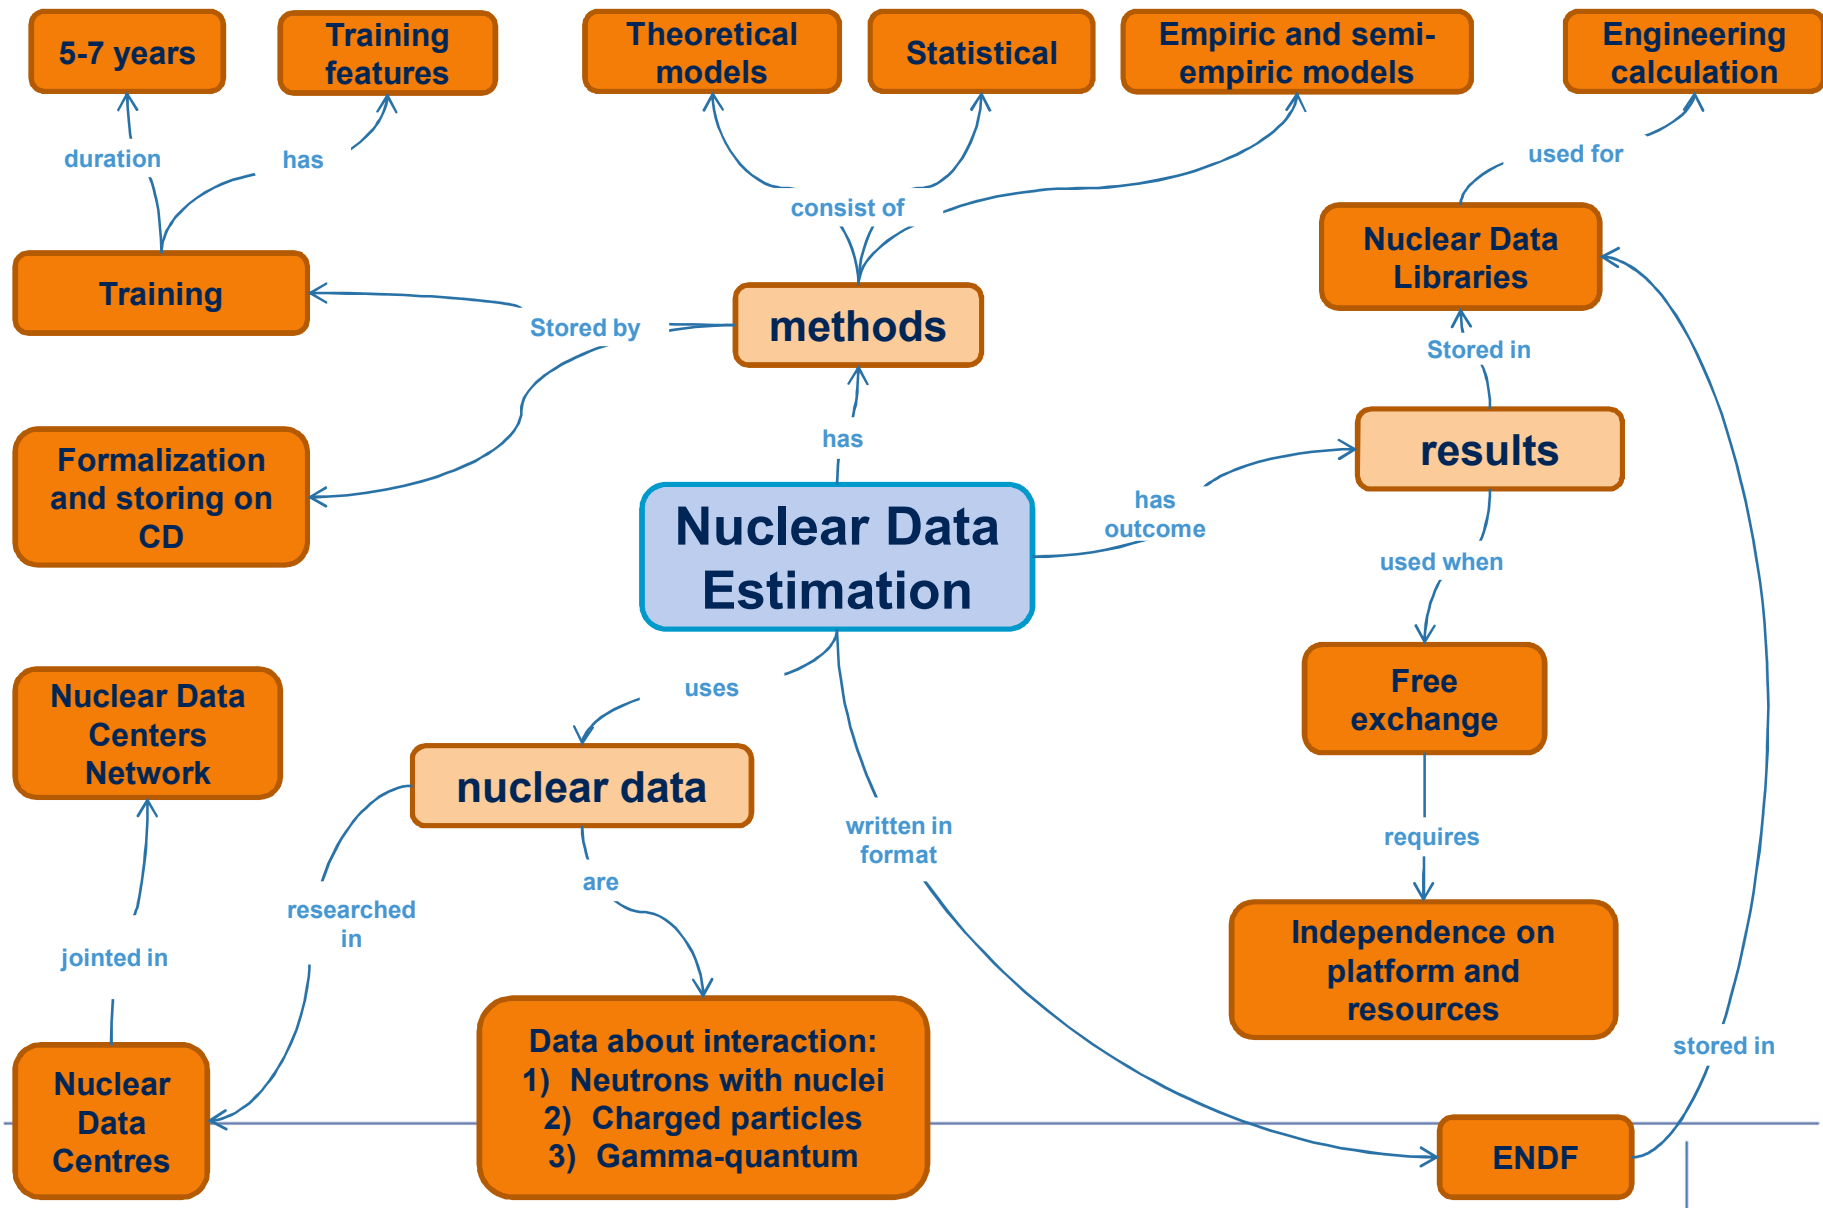 5-7 years
Training
features
Theoretical
models
Statistical
Empiric and semi-
empiric models
Engineering
calculation
duration
has
consist of
used for
Training
Stored by
methods
Nuclear Data
Libraries
Stored in
Formalization
and storing on
CD
has
results
Nuclear Data
Estimation
has
outcome
used when
Nuclear Data
Centers
Network
uses
Free
exchange
nuclear data
written in
format
requires
are
researched
in
jointed in
Independence on
platform and
resources
Nuclear
Data
Centres
Data about interaction:
1) Neutrons with nuclei
2) Charged particles
3) Gamma-quantum
stored in
ENDF